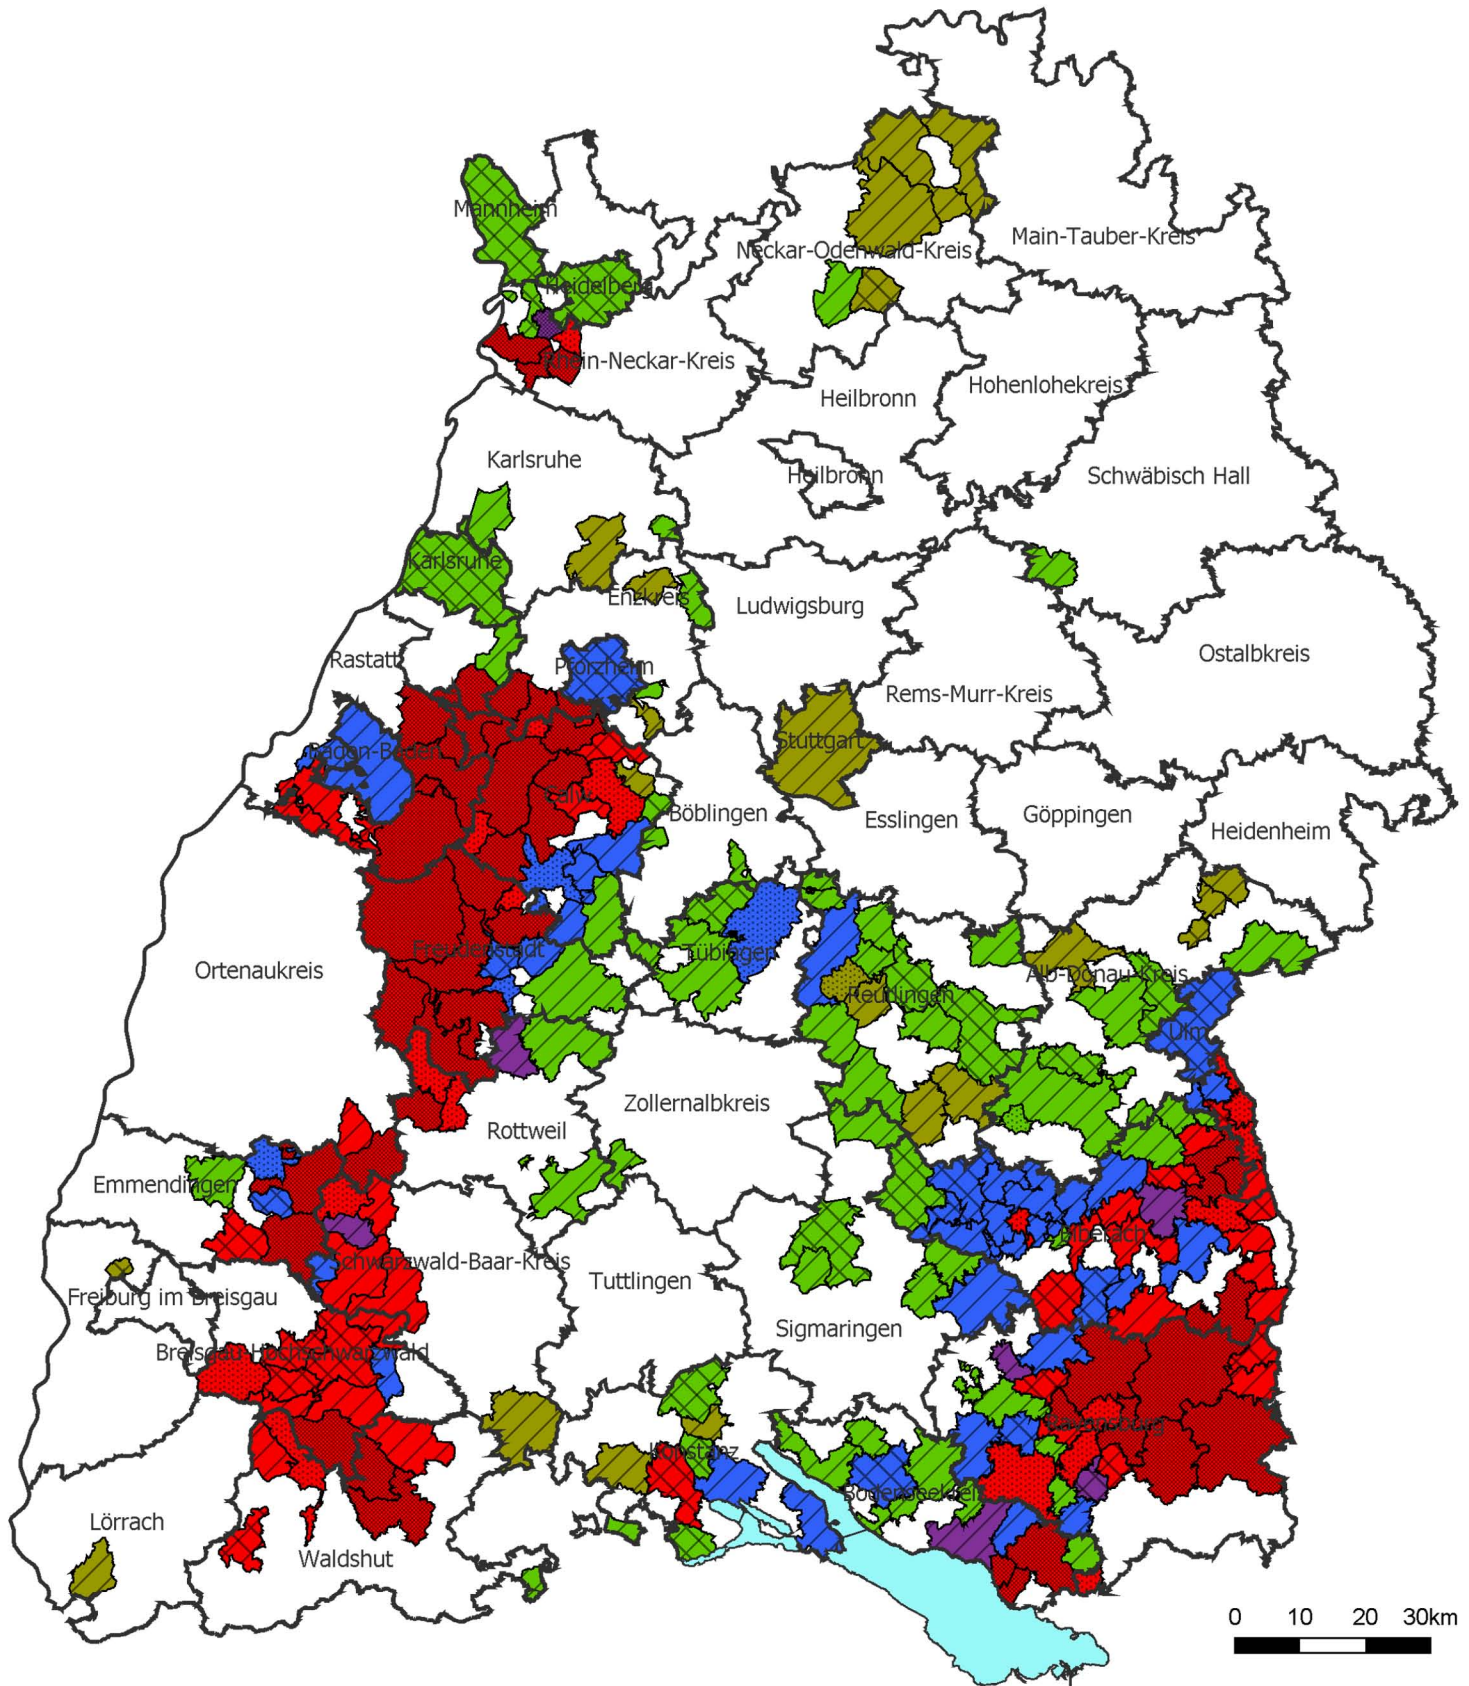 Mannheim
Main-Tauber-Kreis
Neckar-Odenwald-Kreis
Heidelberg
Rhein-Neckar-Kreis
Hohenlohekreis
Heilbronn
Karlsruhe
Heilbronn
Schwäbisch Hall
Karlsruhe
Enzkreis
Ludwigsburg
Ostalbkreis
Rastatt
Pforzheim
Rems-Murr-Kreis
Stuttgart
Baden-Baden
Calw
Böblingen
Esslingen
Göppingen
Heidenheim
Freudenstadt
Tübingen
Ortenaukreis
Alb-Donau-Kreis
Reutlingen
Ulm
Zollernalbkreis
Rottweil
Emmendingen
Biberach
Schwarzwald-Baar-Kreis
Tuttlingen
Freiburg im Breisgau
Sigmaringen
Breisgau-Hochschwarzwald
Ravensburg
Konstanz
Bodenseekreis
Lörrach
Waldshut
0 10 20 30km